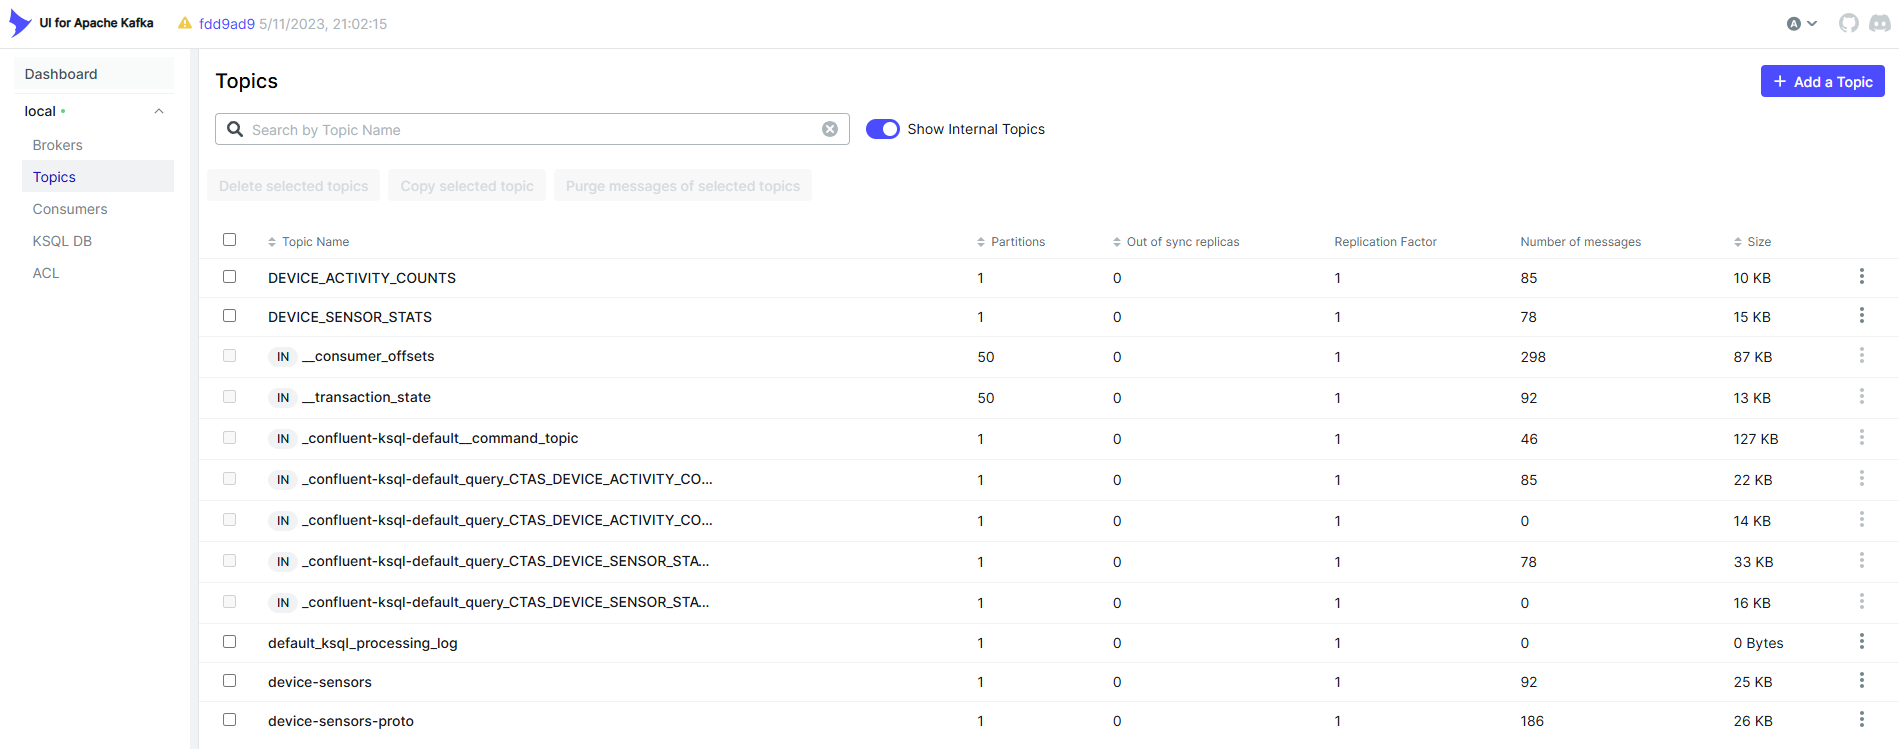 UI for Apache Kafka fdd9ad9 5/11/2023, 21:02:15 A
Dashboard
local
Brokers
Topics
Consumers
KSQL DB
ACL
Topics
+ Add a Topic
Search by Topic Name
Show Internal Topics
Delete selected topics Copy selected topic Purge messages of selected topics
Topic Name Partitions Out of sync replicas Replication Factor Number of messages Size
DEVICE_ACTIVITY_COUNTS 1 0 1 85 10 KB
DEVICE_SENSOR_STATS 1 0 1 78 15 KB
IN __consumer_offsets 50 0 1 298 87 KB
IN __transaction_state 50 0 1 92 13 KB
IN _confluent-ksql-default__command_topic 1 0 1 46 127 KB
IN _confluent-ksql-default_query_CTAS_DEVICE_ACTIVITY_CO... 1 0 1 85 22 KB
IN _confluent-ksql-default_query_CTAS_DEVICE_ACTIVITY_CO... 1 0 1 0 14 KB
IN _confluent-ksql-default_query_CTAS_DEVICE_SENSOR_STA... 1 0 1 78 33 KB
IN _confluent-ksql-default_query_CTAS_DEVICE_SENSOR_STA... 1 0 1 0 16 KB
default_ksql_processing_log 1 0 1 0 0 Bytes
device-sensors 1 0 1 92 25 KB
device-sensors-proto 1 0 1 186 26 KB